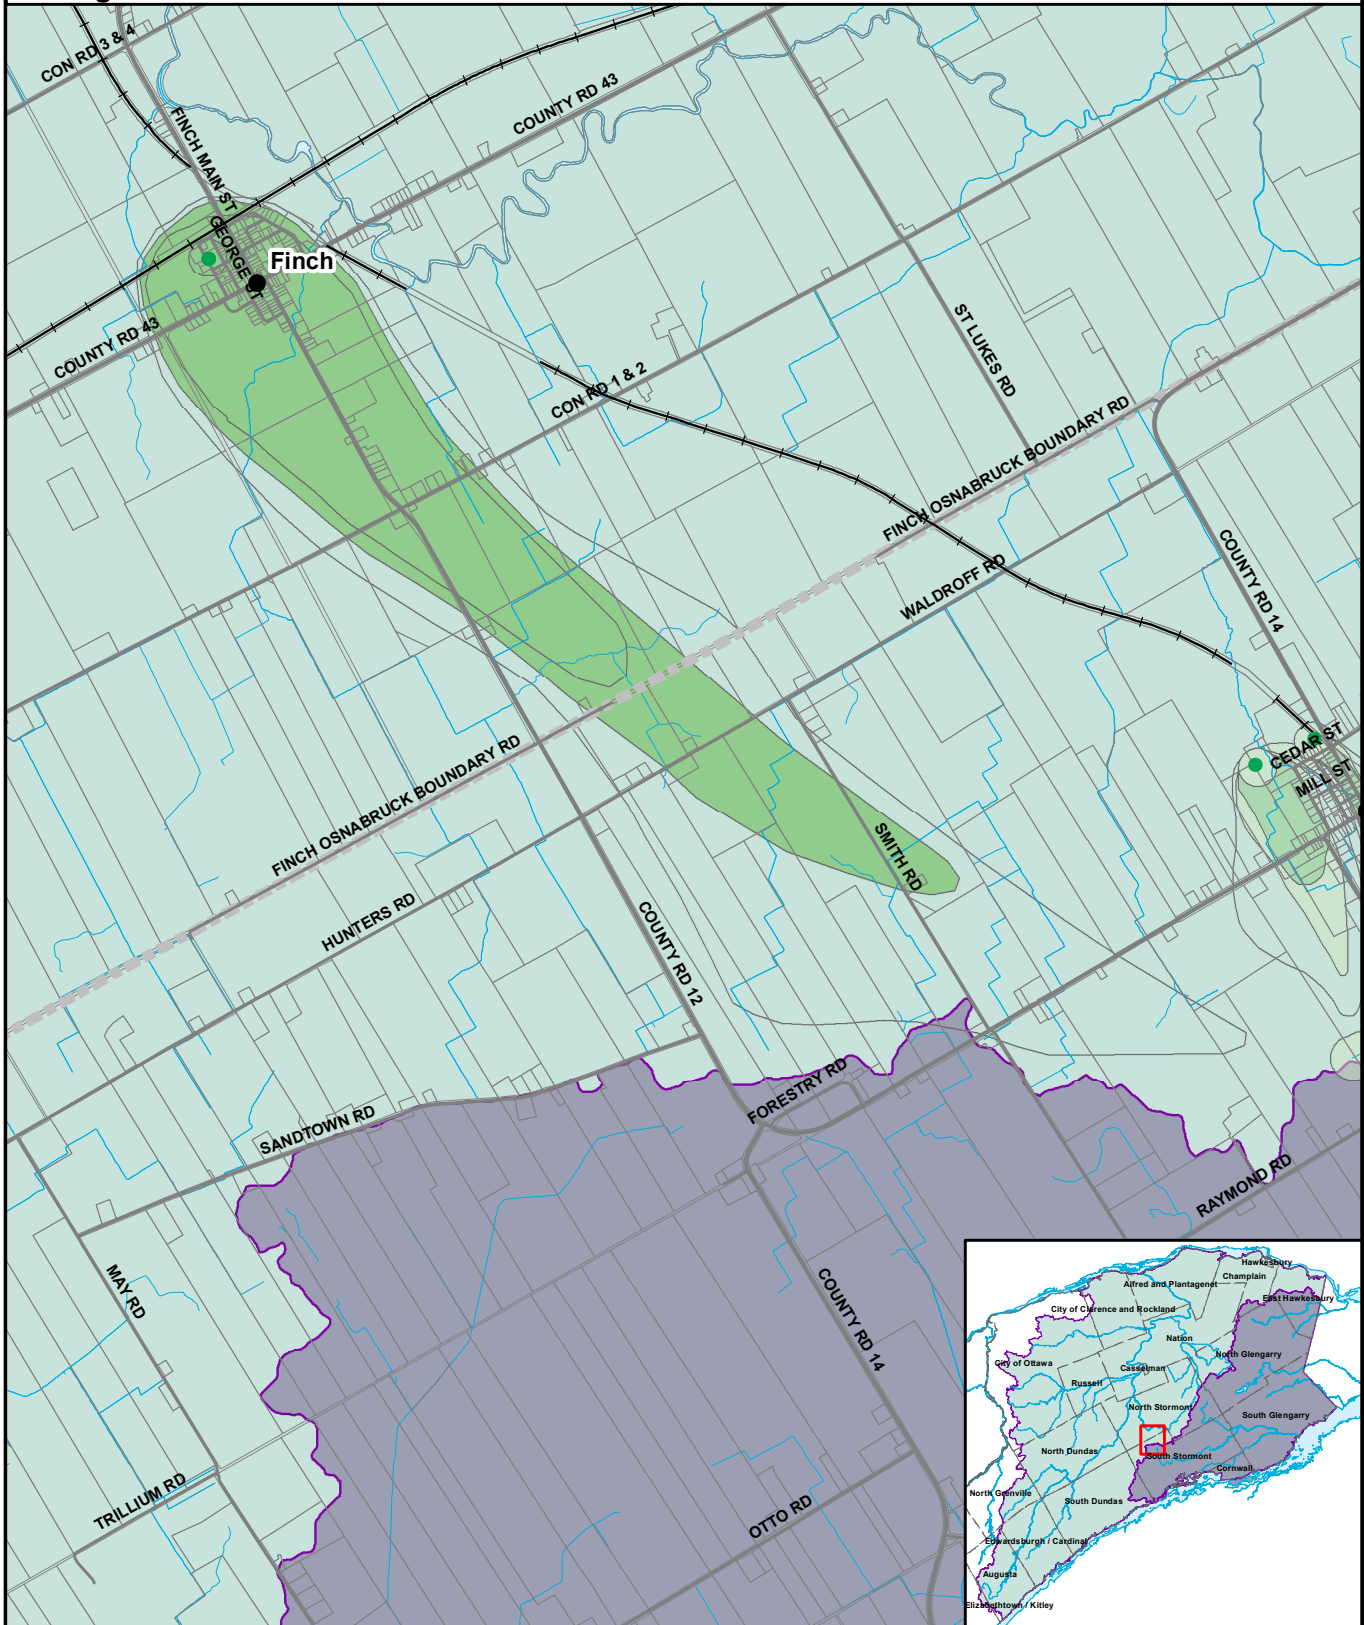 CON RD 3 & 4
FINCH MAIN ST
COUNTY RD 43
GEORGE ST
Finch
COUNTY RD 43
ST LUKES RD
CON RD 1 & 2
FINCH OSNABRUCK BOUNDARY RD
WALDROFF RD
COUNTY RD 14
CEDAR ST
MILL ST
FINCH OSNABRUCK BOUNDARY RD
SMITH RD
HUNTERS RD
COUNTY RD 12
FORESTRY RD
SANDTOWN RD
RAYMOND RD
MAY RD
COUNTY RD 14
TRILLIUM RD
OTTO RD
Hawkesbury
Champlain
Alfred and Plantagenet
East Hawkesbury
City of Clarence and Rockland
Nation
North Glengarry
City of Ottawa
Casselman
Russell
North Stormont
South Glengarry
North Dundas
South Stormont
Cornwall
North Grenville
South Dundas
Edwardsburgh / Cardinal
Augusta
Elizabethtown / Kitley